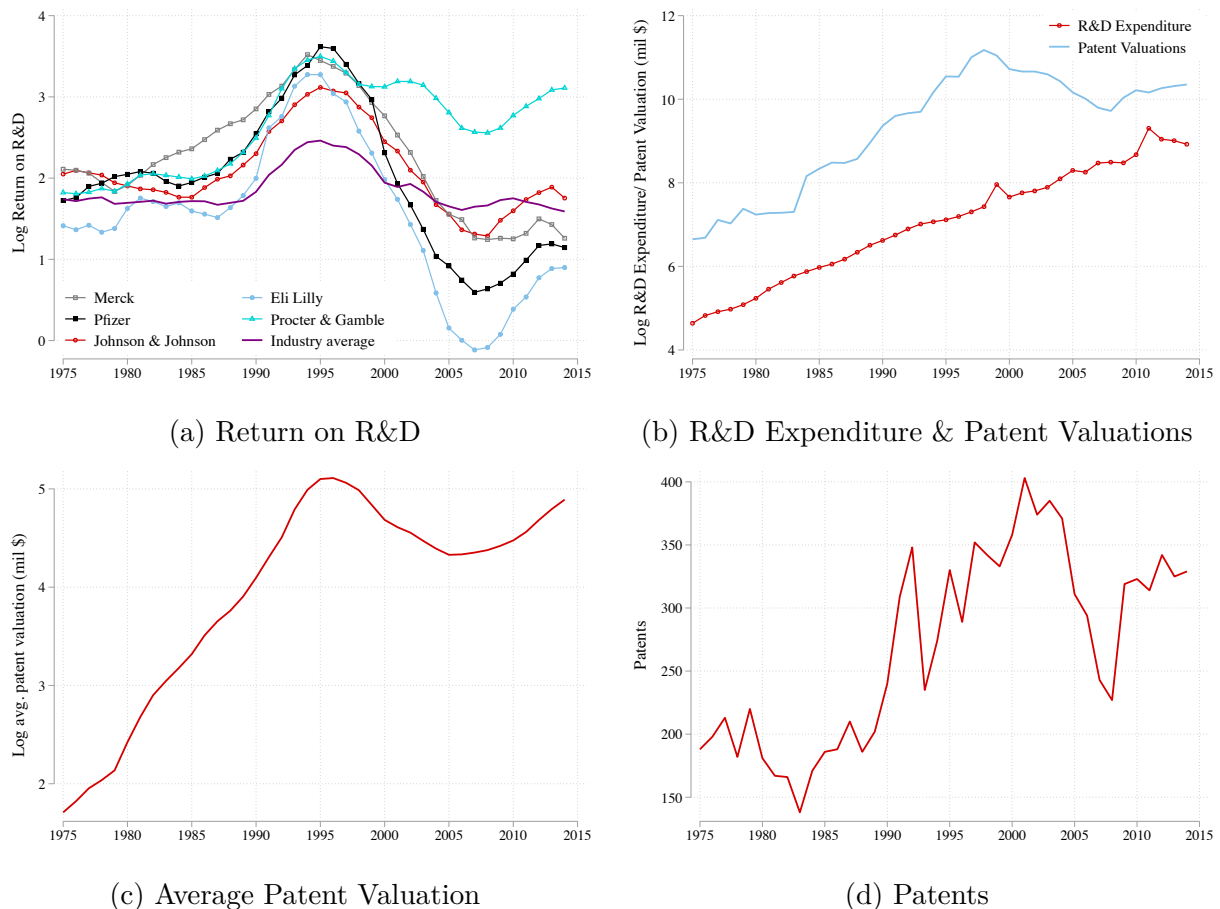 Log Return on R&D
4
3
2
1
0
Merck
Pfizer
Johnson & Johnson
Eli Lilly
Procter & Gamble
Industry average
1975 1980 1985 1990 1995 2000 2005 2010 2015
(a) Return on R&D
Log R&D Expenditure/ Patent Valuation (mil $)
12
10
8
6
4
R&D Expenditure
Patent Valuations
1975 1980 1985 1990 1995 2000 2005 2010 2015
(b) R&D Expenditure & Patent Valuations
Log avg. patent valuation (mil $)
5
4
3
2
1975 1980 1985 1990 1995 2000 2005 2010 2015
(c) Average Patent Valuation
Patents
400
350
300
250
200
150
1975 1980 1985 1990 1995 2000 2005 2010 2015
(d) Patents